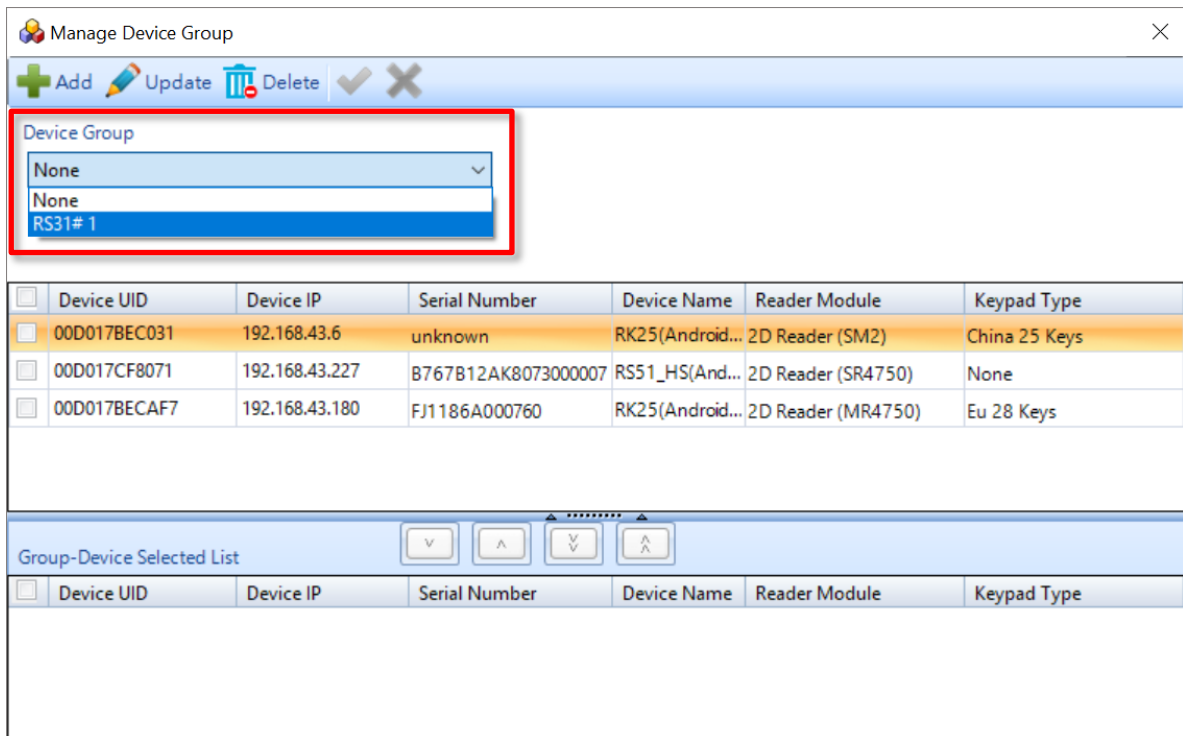 Manage Device Group
Add Update Delete
Device Group
None
None
RS31# 1
Device UID Device IP Serial Number Device Name Reader Module Keypad Type
00D017BEC031 192.168.43.6 unknown RK25(Android... 2D Reader (SM2) China 25 Keys
00D017CF8071 192.168.43.227 B767B12AK8073000007 RS51_HS(And... 2D Reader (SR4750) None
00D017BECAF7 192.168.43.180 FJ1186A000760 RK25(Android... 2D Reader (MR4750) Eu 28 Keys
Group-Device Selected List
Device UID Device IP Serial Number Device Name Reader Module Keypad Type